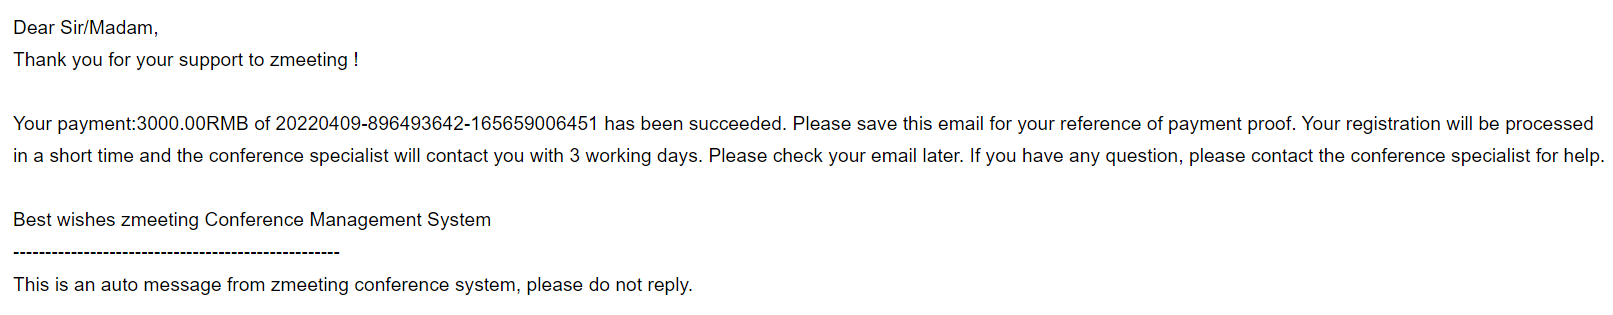 Dear Sir/Madam,
Thank you for your support to zmeeting !
Your payment:3000.00RMB of 20220409-896493642-165659006451 has been succeeded. Please save this email for your reference of payment proof. Your registration will be processed
in a short time and the conference specialist will contact you with 3 working days. Please check your email later. If you have any question, please contact the conference specialist for help.
Best wishes zmeeting Conference Management System
---------------------------------------------------
This is an auto message from zmeeting conference system, please do not reply.